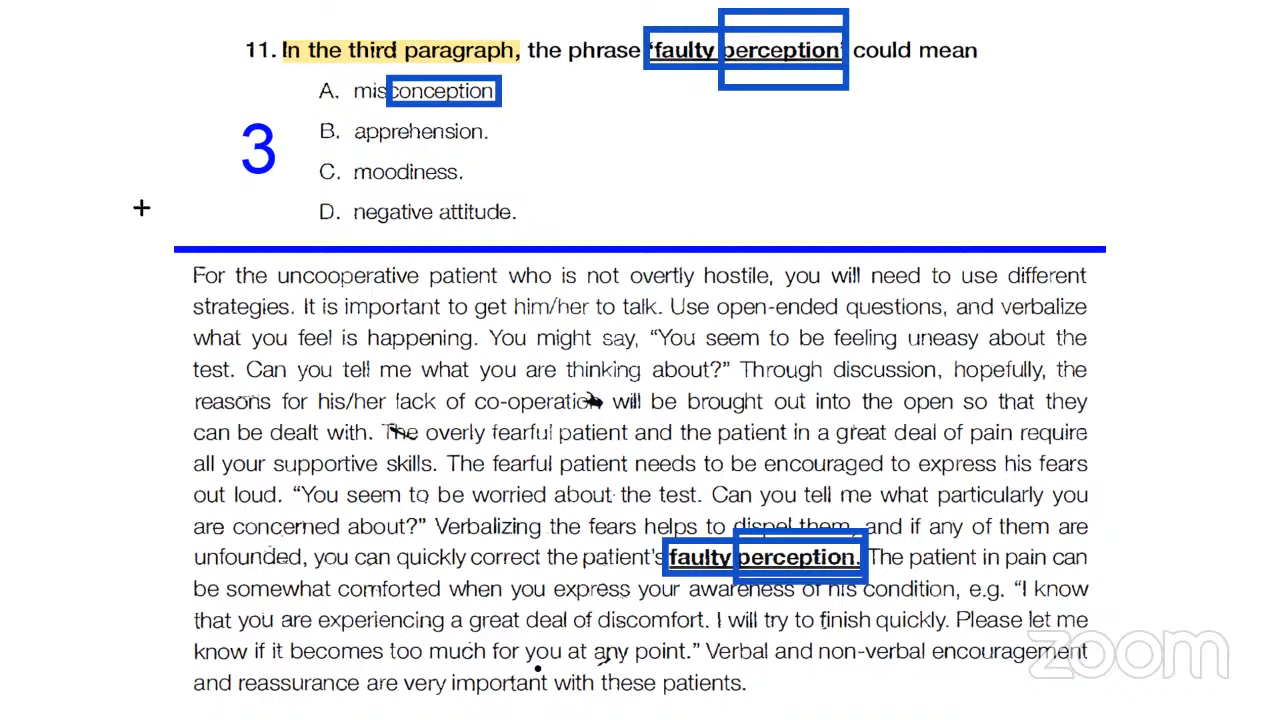 11. In the third paragraph, the phrase 'faulty perception' could mean
A. misconception
B. apprehension.
3
C. moodiness.
D. negative attitude.
For the uncooperative patient who is not overtly hostile, you will need to use different
strategies. It is important to get him/her to talk. Use open-ended questions, and verbalize
what you feel is happening. You might say, “You seem to be feeling uneasy about the
test. Can you tell me what you are thinking about?” Through discussion, hopefully, the
reasons for his/her lack of co-operation will be brought out into the open so that they
can be dealt with. The overly fearful patient and the patient in a great deal of pain require
all your supportive skills. The fearful patient needs to be encouraged to express his fears
out loud. “You seem to be worried about the test. Can you tell me what particularly you
are concerned about?” Verbalizing the fears helps to dispel them, and if any of them are
unfounded, you can quickly correct the patient's faulty perception. The patient in pain can
be somewhat comforted when you express your awareness of his condition, e.g. “I know
that you are experiencing a great deal of discomfort. I will try to finish quickly. Please let me
know if it becomes too much for you at any point.” Verbal and non-verbal encouragement
and reassurance are very important with these patients.
zoom